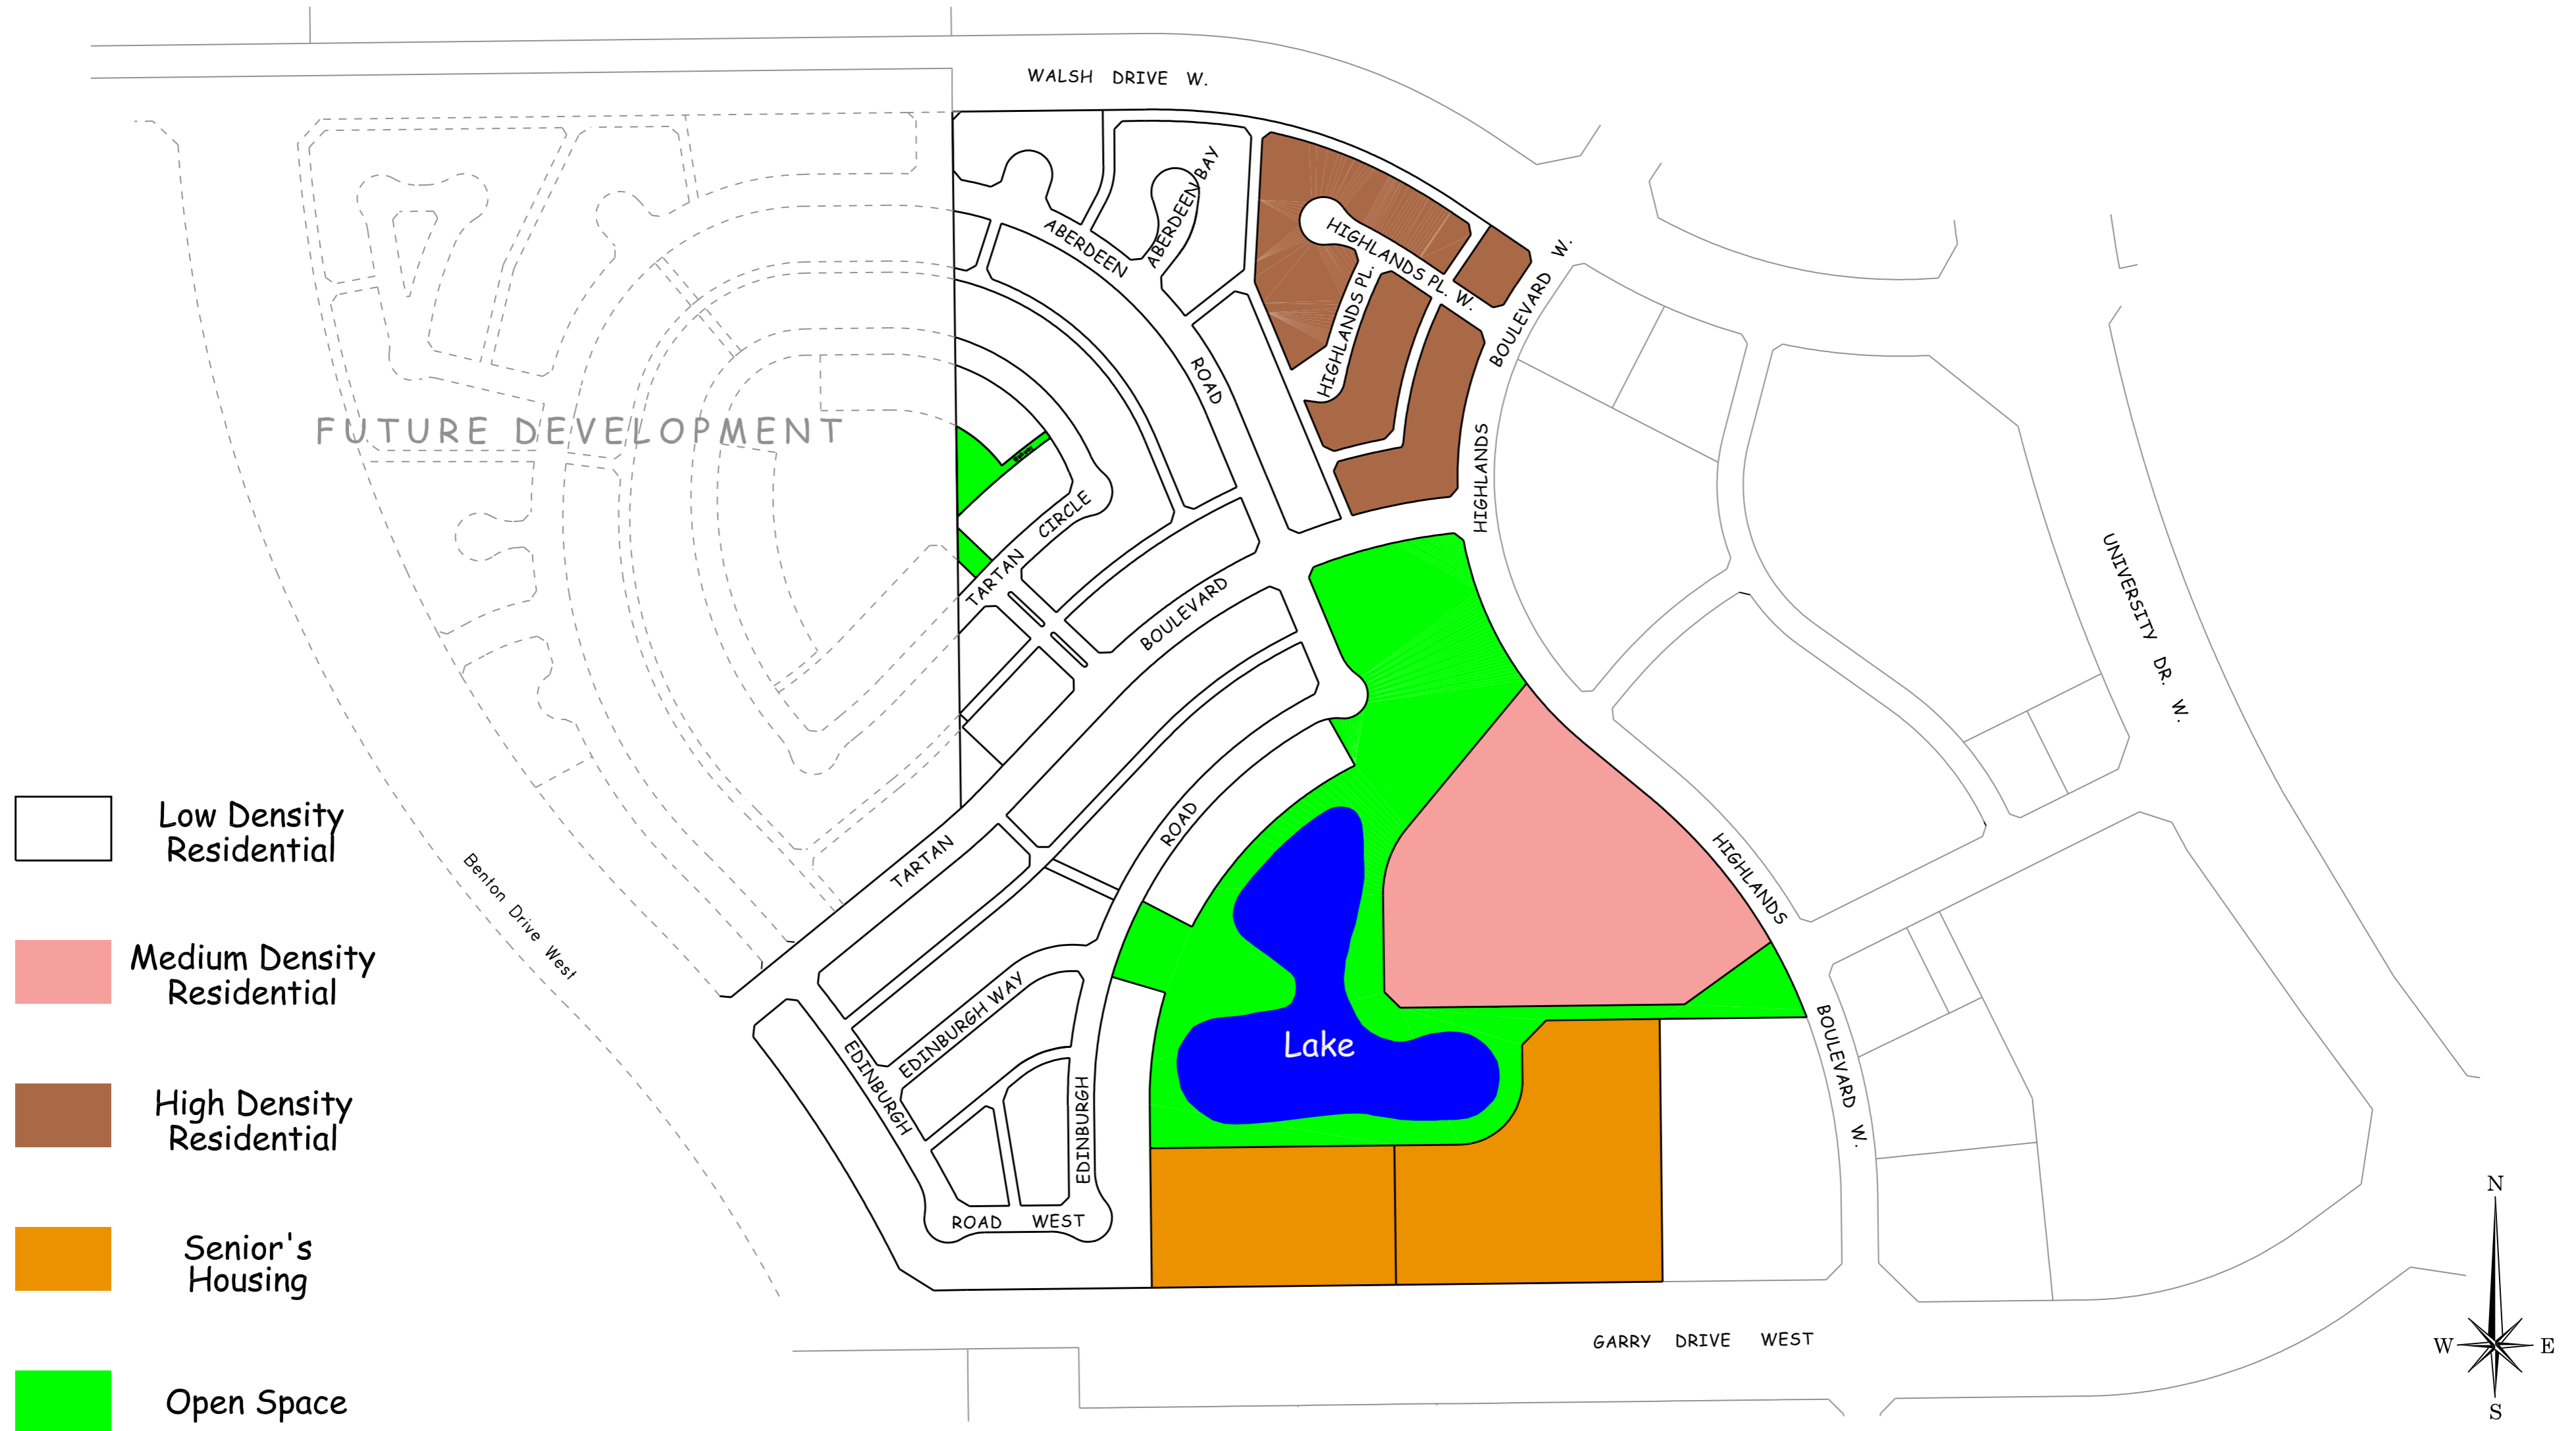 WALSH DRIVE W.
ABERDEEN BAY
ABERDEEN
ROAD
HIGHLANDS PL. W.
HIGHLANDS PL.
BOULEVARD W.
HIGHLANDS
FUTURE DEVELOPMENT
TARTAN CIRCLE
BOULEVARD
UNIVERSITY DR. W.
TARTAN
ROAD
HIGHLANDS
BOULEVARD W.
Benton Drive West
EDINBURGH WAY
EDINBURGH
EDINBURGH
ROAD WEST
Lake
GARRY DRIVE WEST
Low Density
Residential
Medium Density
Residential
High Density
Residential
Senior's
Housing
Open Space
N
W E
S